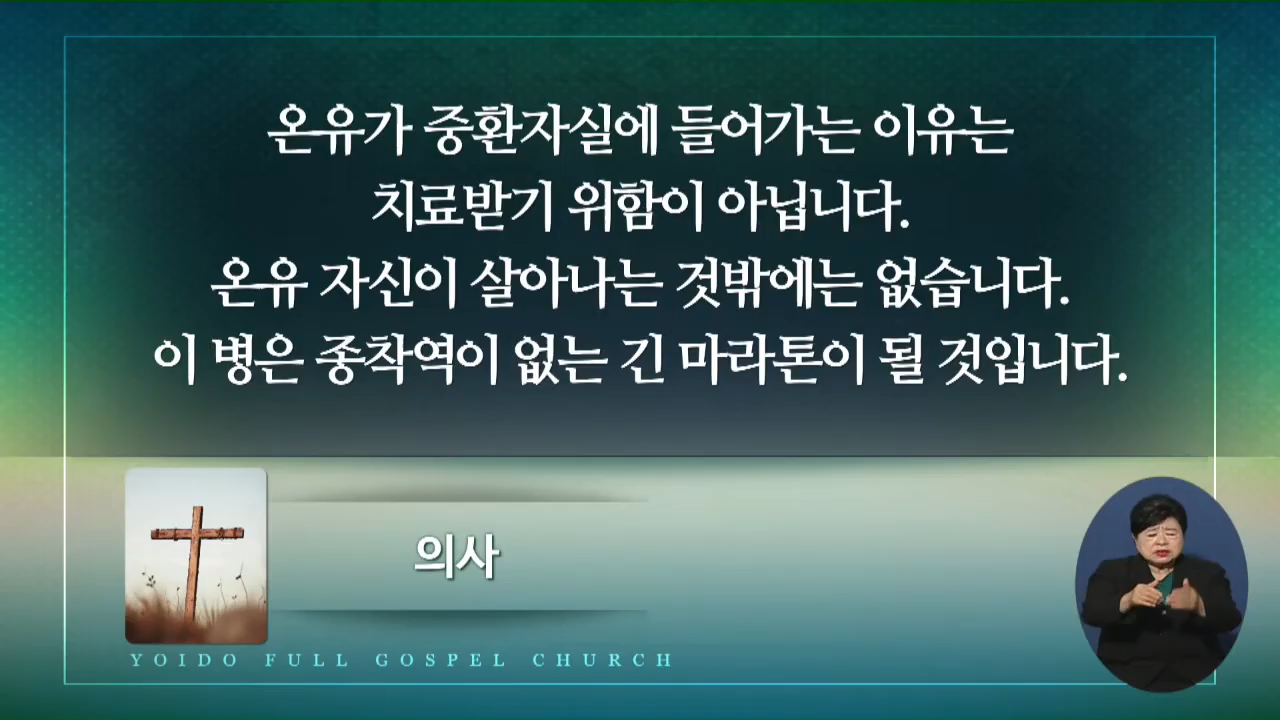 온유가 중환자실에 들어가는 이유는
치료받기 위함이 아닙니다.
온유 자신이 살아나는 것밖에는 없습니다.
이 병은 종착역이 없는 긴 마라톤이 될 것입니다.
의사
YOIDO FULL GOSPEL CHURCH